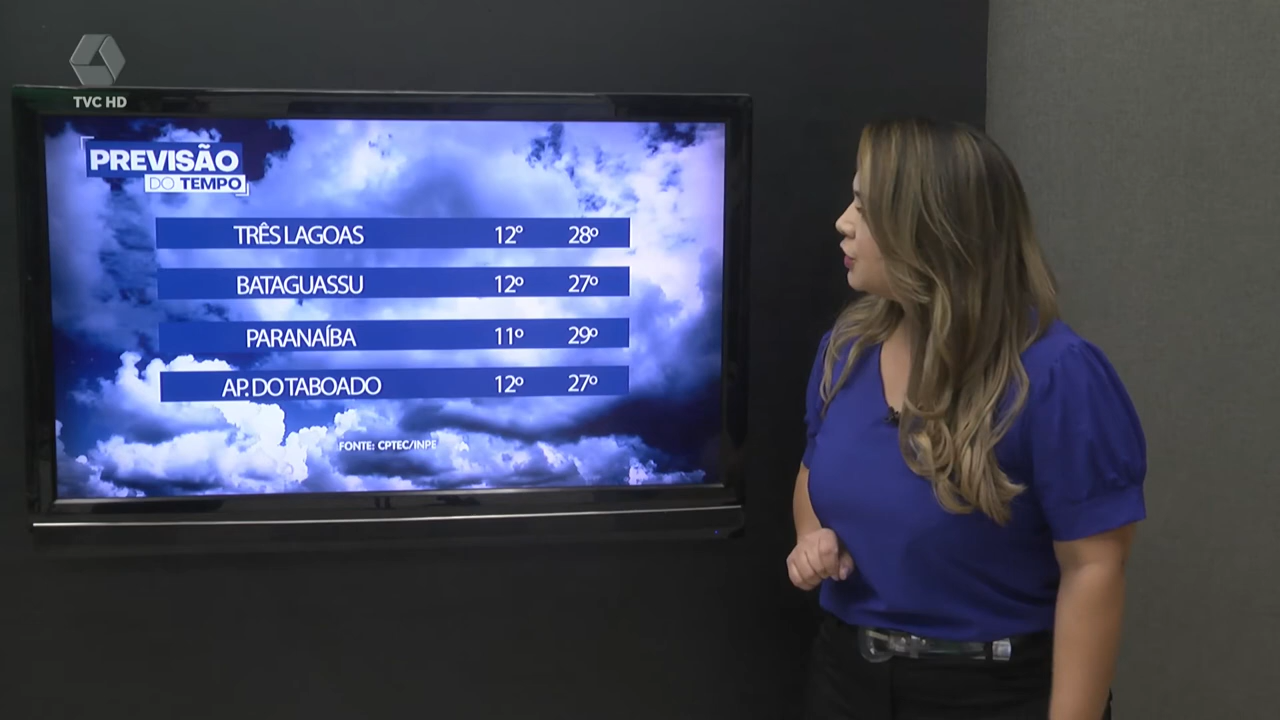 TVC HD
PREVISÃO
DO TEMPO
TRÊS LAGOAS 12º 28º
BATAGUASSU 12º 27º
PARANAÍBA 11º 29º
AP. DO TABOADO 12º 27º
FONTE: CPTEC/INPE